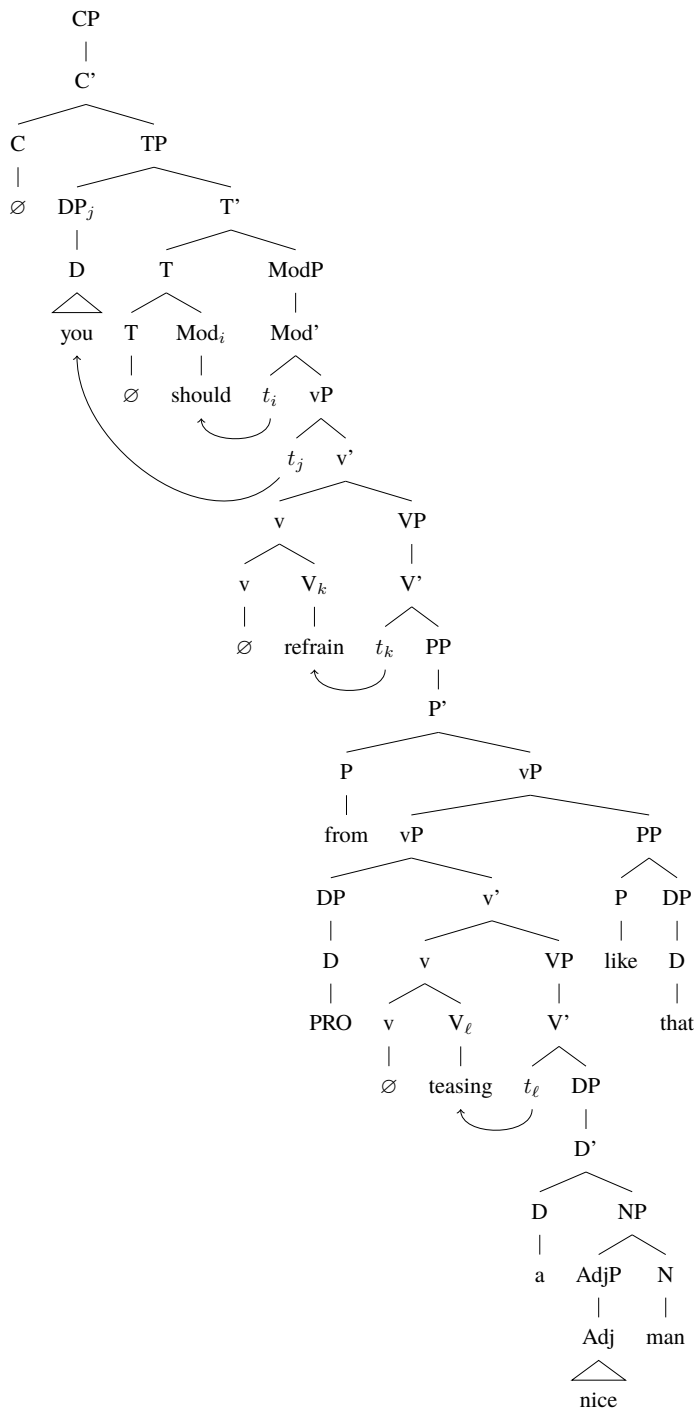 CP
C’
C TP
∅ DPj T’
D T ModP
you T Modi Mod’
∅ should ti vP
tj v’
v VP
v Vk V’
∅ refrain tk PP
P’
P vP
from vP PP
DP v’ P DP
D v VP like D
PRO v Vℓ V’ that
∅ teasing tℓ DP
D’
D NP
a AdjP N
Adj man
nice